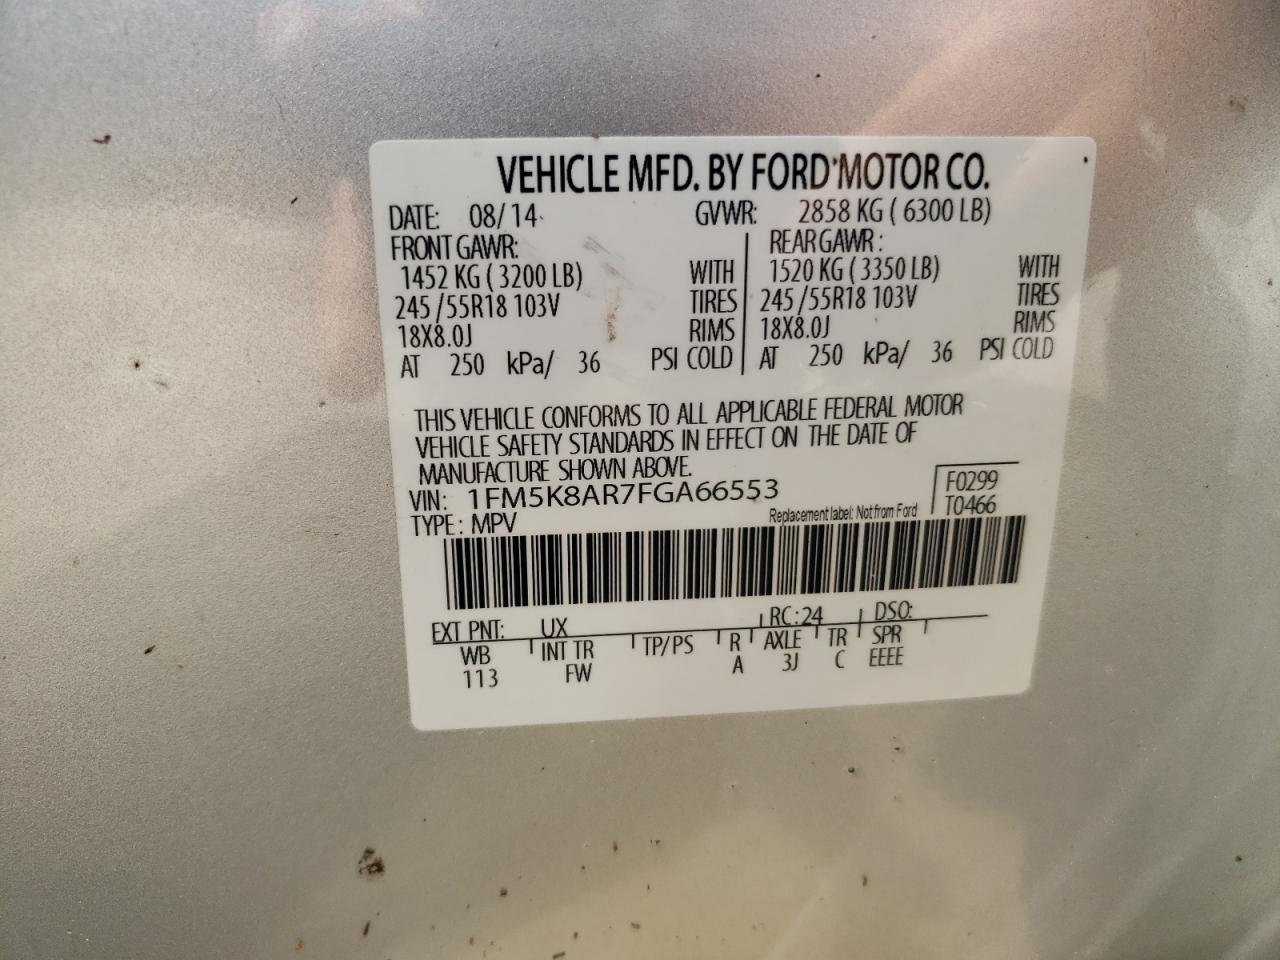 VEHICLE MFD. BY FORD MOTOR CO.
DATE: 08/14 GVWR: 2858 KG ( 6300 LB)
FRONT GAWR: REAR GAWR :
1452 KG ( 3200 LB) WITH 1520 KG ( 3350 LB) WITH
245 /55R18 103V TIRES 245 /55R18 103V TIRES
18X8.0J RIMS 18X8.0J RIMS
AT 250 kPa/ 36 PSI COLD AT 250 kPa/ 36 PSI COLD
THIS VEHICLE CONFORMS TO ALL APPLICABLE FEDERAL MOTOR
VEHICLE SAFETY STANDARDS IN EFFECT ON THE DATE OF
MANUFACTURE SHOWN ABOVE.
VIN: 1FM5K8AR7FGA66553 F0299
TYPE: MPV Replacement label: Not from Ford T0466
EXT PNT: UX RC: 24 DSO:
WB INT TR TP/PS R AXLE TR SPR
113 FW A 3J C EEEE